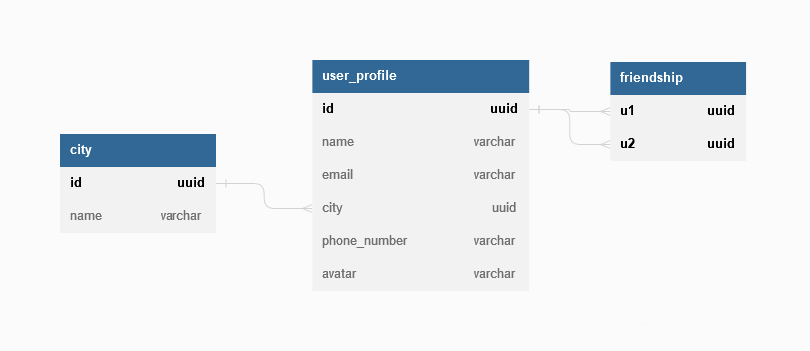 city
id uuid
name varchar
user_profile
id uuid
name varchar
email varchar
city uuid
phone_number varchar
avatar varchar
friendship
u1 uuid
u2 uuid